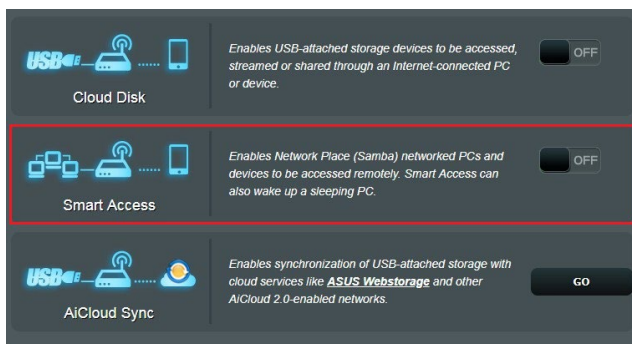 USB
Cloud Disk
Enables USB-attached storage devices to be accessed,
streamed or shared through an Internet-connected PC
or device.
OFF
Smart Access
Enables Network Place (Samba) networked PCs and
devices to be accessed remotely. Smart Access can
also wake up a sleeping PC.
OFF
USB
AiCloud Sync
Enables synchronization of USB-attached storage with
cloud services like ASUS Webstorage and other
AiCloud 2.0-enabled networks.
GO